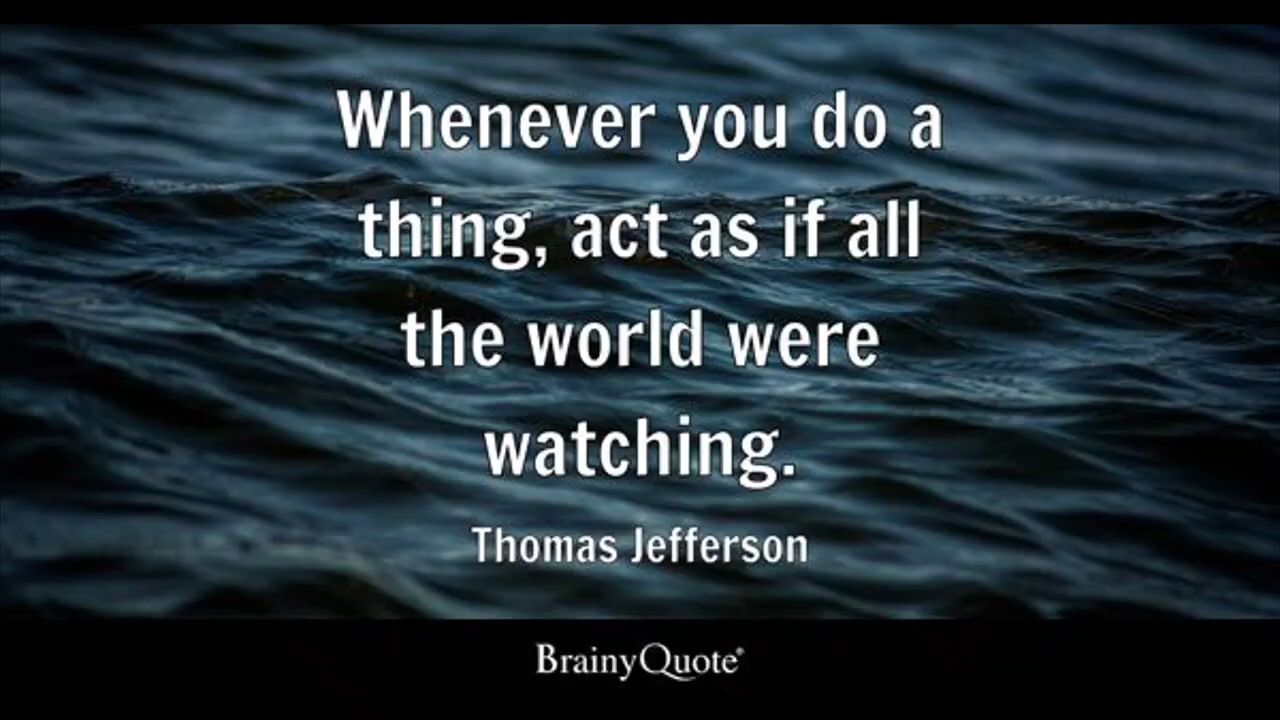 Whenever you do a
thing, act as if all
the world were
watching.
Thomas Jefferson
BrainyQuote®